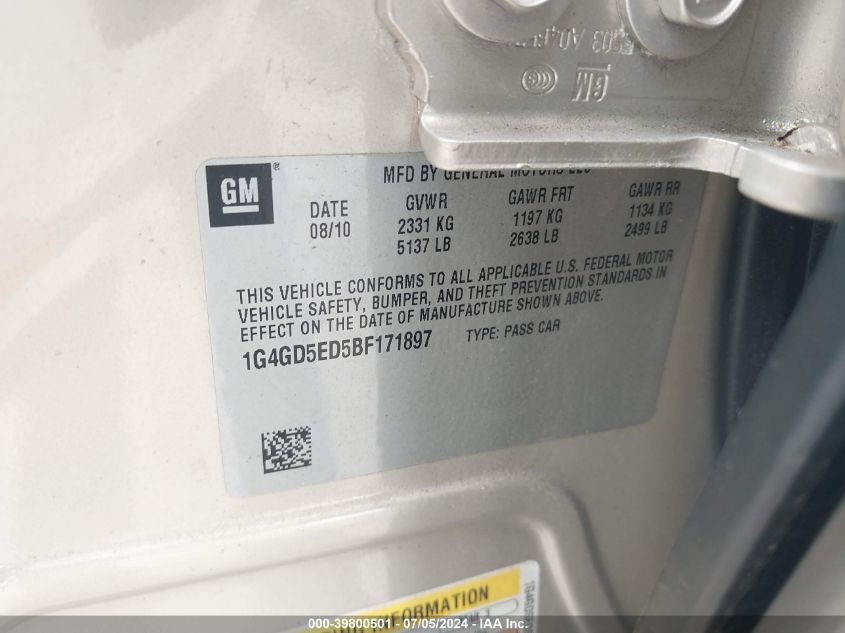 GM
GM ®
MFD BY GENERAL MOTORS LLC
DATE GVWR GAWR FRT GAWR RR
08/10 2331 KG 1197 KG 1134 KG
5137 LB 2638 LB 2499 LB
THIS VEHICLE CONFORMS TO ALL APPLICABLE U.S. FEDERAL MOTOR
VEHICLE SAFETY, BUMPER, AND THEFT PREVENTION STANDARDS IN
EFFECT ON THE DATE OF MANUFACTURE SHOWN ABOVE.
1G4GD5ED5BF171897 TYPE: PASS CAR
INFORMATION
000-39800501 - 07/05/2024 - IAA Inc.